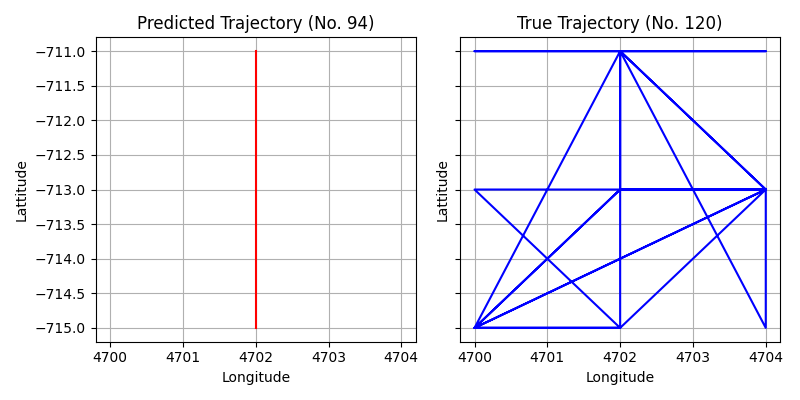 Predicted Trajectory (No. 94)
True Trajectory (No. 120)
Lattitude
−711.0
−711.5
−712.0
−712.5
−713.0
−713.5
−714.0
−714.5
−715.0
4700 4701 4702 4703 4704
Longitude
Lattitude
4700 4701 4702 4703 4704
Longitude